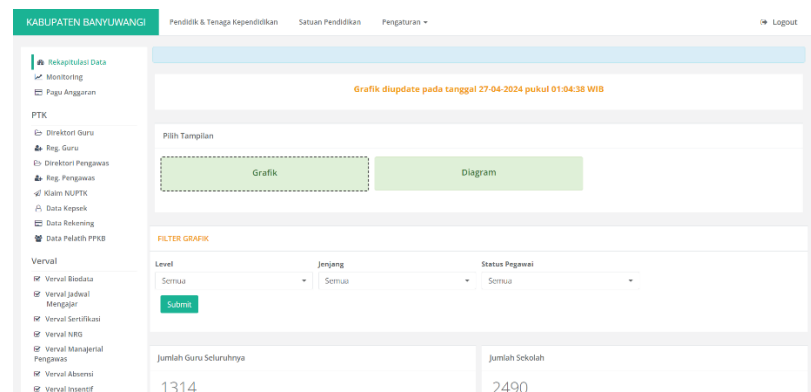 KABUPATEN BANYUWANGI
Pendidik & Tenaga Kependidikan
Satuan Pendidikan
Pengaturan
Logout
Rekapitulasi Data
Monitoring
Pagu Anggaran
PTK
Direktori Guru
Reg. Guru
Direktori Pengawas
Reg. Pengawas
Klaim NUPTK
Data Kepsek
Data Rekening
Data Pelatih PPKB
Verval
Verval Biodata
Verval Jadwal
Mengajar
Verval Sertifikasi
Verval NRG
Verval Manajerial
Pengawas
Verval Absensi
Verval Insentif
Grafik diupdate pada tanggal 27-04-2024 pukul 01:04:38 WIB
Pilih Tampilan
Grafik
Diagram
FILTER GRAFIK
Level
Jenjang
Status Pegawai
Semua
Semua
Semua
Submit
Jumlah Guru Seluruhnya
Jumlah Sekolah
1314
2490